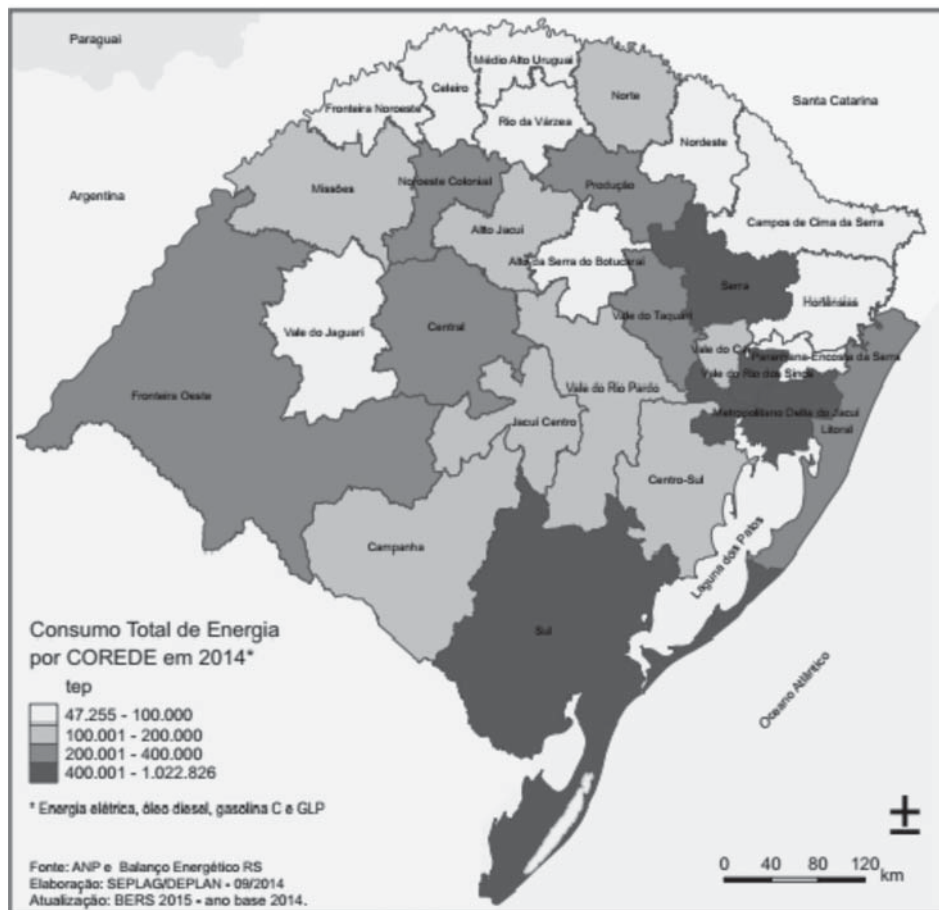 Paraguai
Médio Alto Uruguai
Celeiro
Norte
Santa Catarina
Fronteira Noroeste
Rio da Várzea
Nordeste
Argentina
Missões
Noroeste Colonial
Produção
Campos de Cima da Serra
Altto Jacuí
Alto da Serra do Botucaraí
Serra
Hortênsias
Vale do Jaguari
Central
Vale do Taquari
Vale do Caí
Paranhana-Encosta da Serra
Vale do Rio dos Sinos
Fronteira Oeste
Vale do Rio Pardo
Jacuí Centro
Metropolitano Delta do Jacuí
Litoral
Centro-Sul
Campanha
Laguna dos Patos
Sul
Oceano Atlântico
Consumo Total de Energia
por COREDE em 2014*
tep
47.255 - 100.000
100.001 - 200.000
200.001 - 400.000
400.001 - 1.022.826
* Energia elétrica, óleo diesel, gasolina C e GLP
Fonte: ANP e Balanço Energético RS
Elaboração: SEPLAG/DEPLAN - 09/2014
Atualização: BERS 2015 - ano base 2014.
0 40 80 120
km